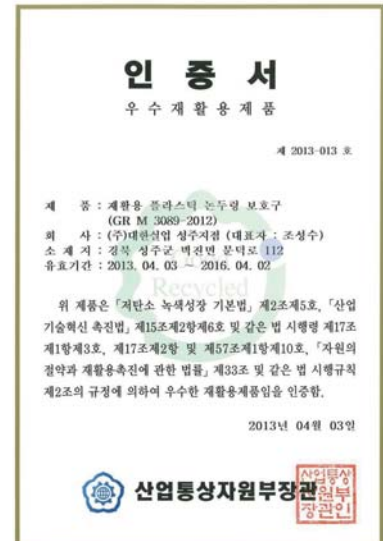 인 증 서
우 수 재 활 용 제 품
제 2013-013 호
제 품 : 재활용 플라스틱 논두렁 보호구
(GR M 3089-2012)
회 사 : (주)대한실업 성주지점 (대표자 : 조성수)
소 재 지 : 경북 성주군 벽진면 문덕로 112
유효기간 : 2013. 04. 03 ~ 2016. 04. 02
Recycled
위 제품은 「저탄소 녹색성장 기본법」 제2조제5호, 「산업
기술혁신 촉진법」 제15조제2항제6호 및 같은 법 시행령 제17조
제1항제3호, 제17조제2항 및 제57조제1항제10호, 「자원의
절약과 재활용촉진에 관한 법률」 제33조 및 같은 법 시행규칙
제2조의 규정에 의하여 우수한 재활용제품임을 인증함.
2013년 04월 03일
산업통상자원부장관
산업통상
자원부
장관인